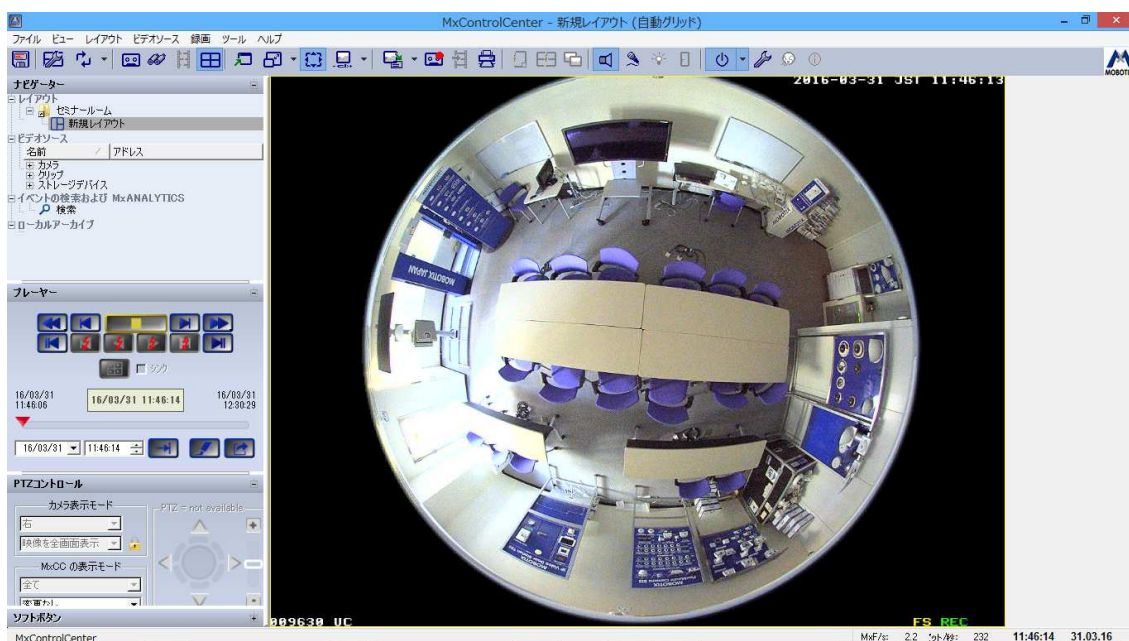 MxControlCenter - 新規レイアウト (自動グリッド)
ファイル ビュー レイアウト ビデオソース 録画 ツール ヘルプ
MOBOTI
ナビゲーター
レイアウト
セミナールーム
新規レイアウト
ビデオソース
名前 アドレス
カメラ
クリップ
ストレージデバイス
イベントの検索および MxANALYTICS
検索
ローカルアーカイブ
2016-03-31 JST 11:46:13
MOBOTIX JAPAN
MOBOTIX
MOBOTIX
プレーヤー
シンク
16/03/31
11:46:06
16/03/31 11:46:14
16/03/31
12:30:29
16/03/31 11:46:14
PTZコントロール
カメラ表示モード
右
映像を全画面表示
PTZ = not available.
MxCC の表示モード
全て
変更なし
ソフトボタン
009630 UC
FS REC
MxControlCenter
MxF/s: 2.2
232 11:46:14 31.03.16